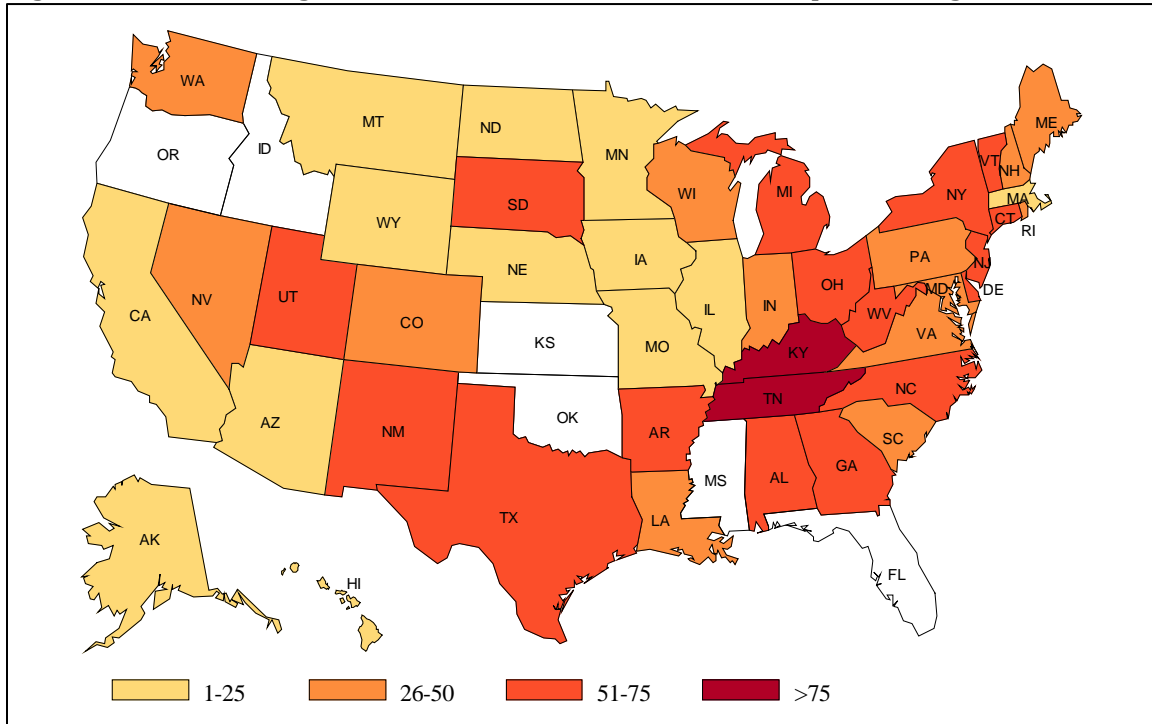 WA
ME
MT
ND
VT
ID
MN
OR
NH
WI
MI
NY
MA
SD
CT
WY
RI
PA
IA
NJ
NE
OH
MD
DE
UT
NV
IN
IL
CA
CO
WV
VA
KS
MO
KY
NC
TN
OK
AZ
NM
AR
SC
GA
MS
AL
TX
LA
AK
FL
HI
1-25 26-50 51-75 >75